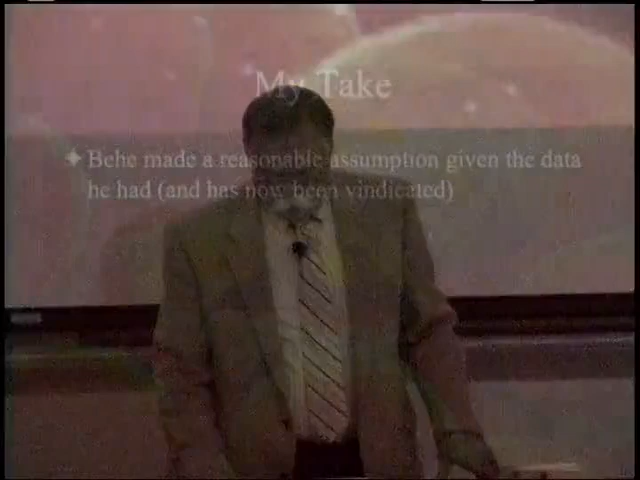 My Take
Behe made a reasonable assumption given the data
he had (and has now been vindicated)